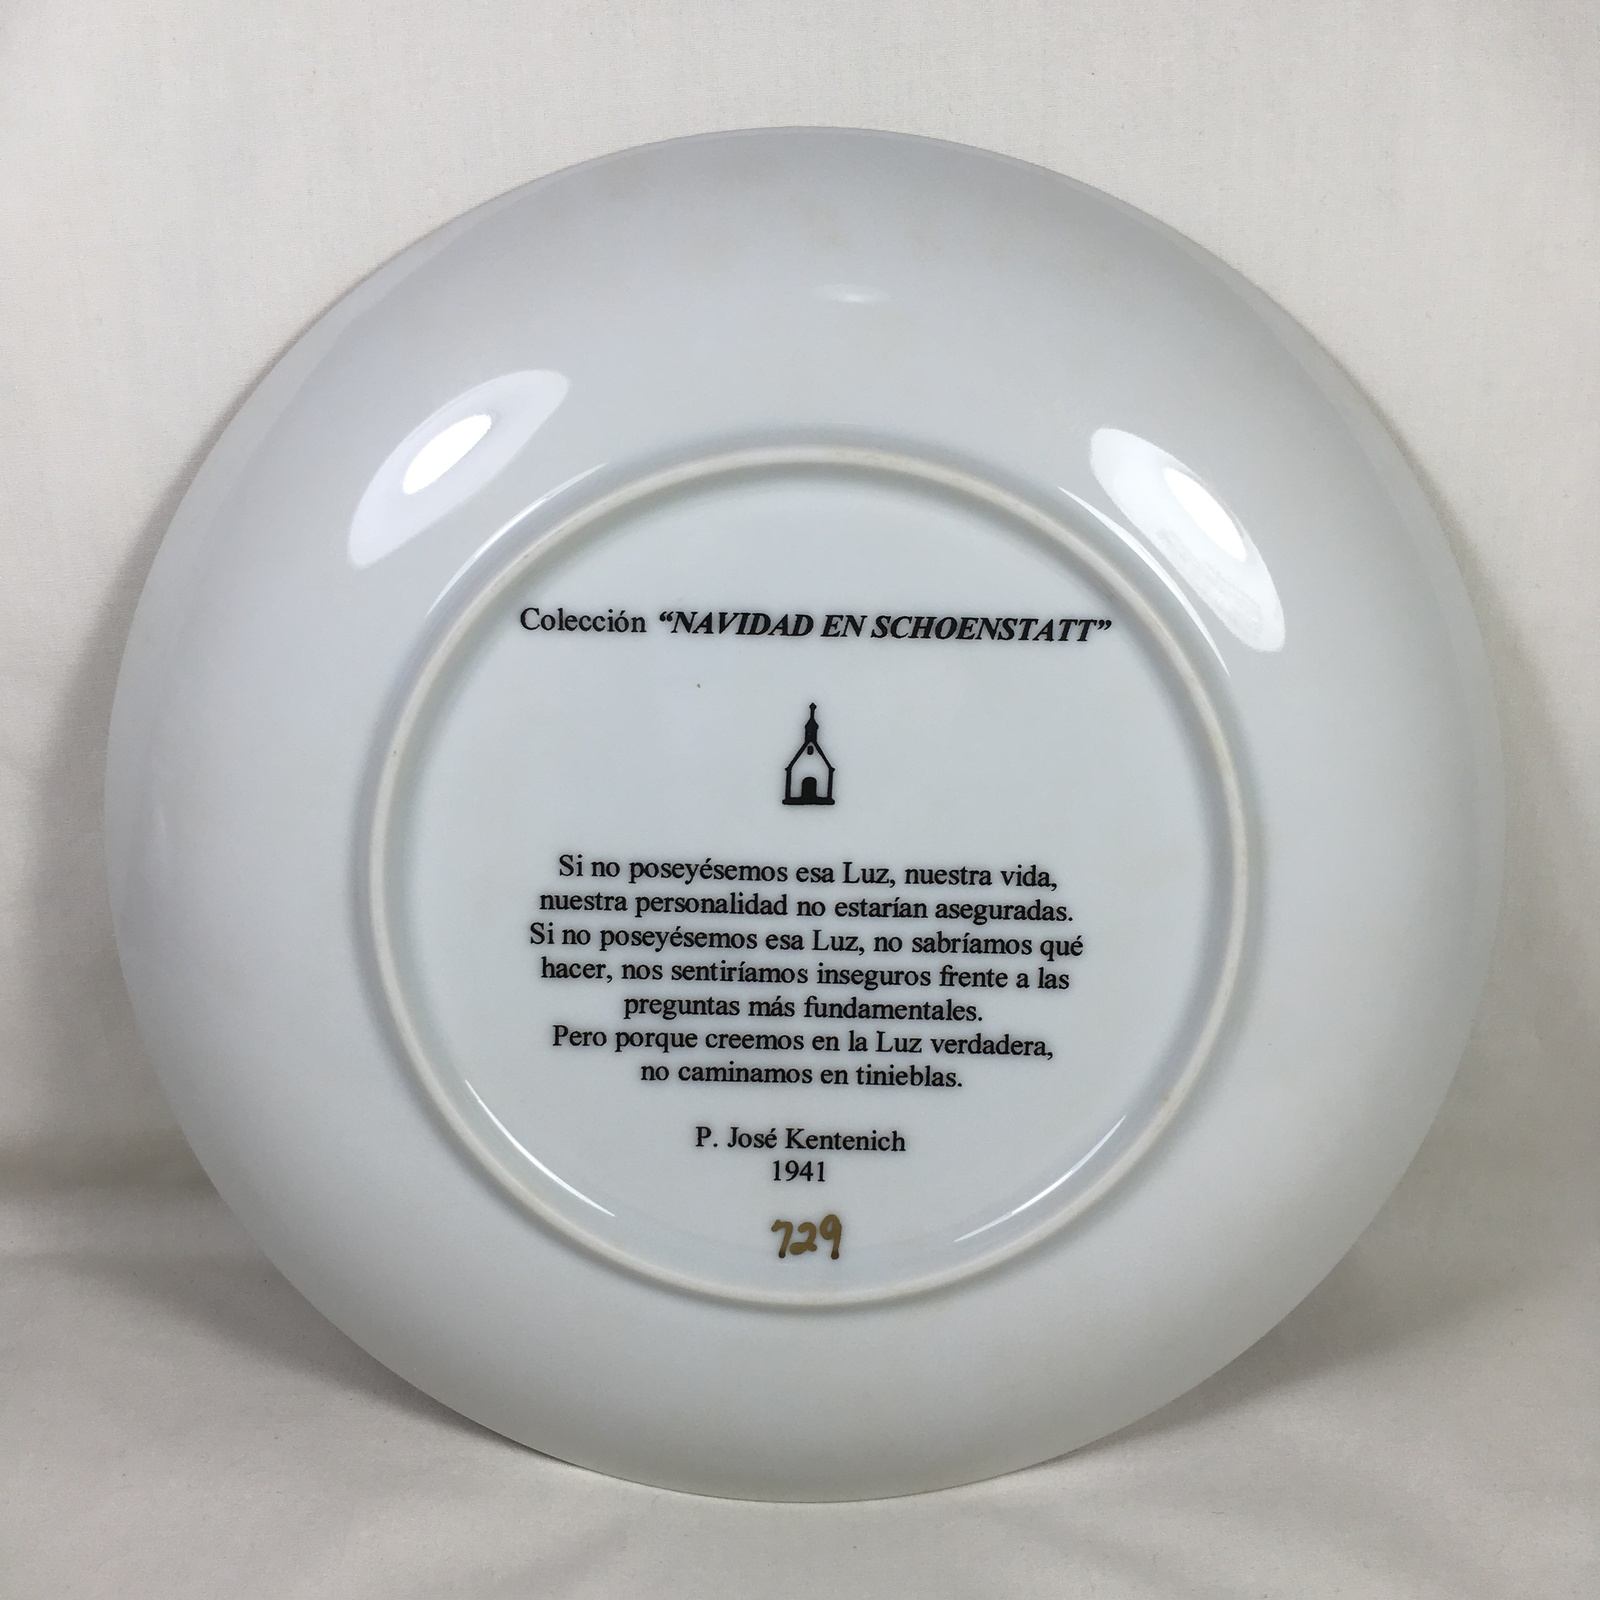 Colección “NAVIDAD EN SCHOENSTATT”
Si no poseyésemos esa Luz, nuestra vida,
nuestra personalidad no estarían aseguradas.
Si no poseyésemos esa Luz, no sabríamos qué
hacer, nos sentiríamos inseguros frente a las
preguntas más fundamentales.
Pero porque creemos en la Luz verdadera,
no caminamos en tinieblas.
P. José Kentenich
1941
729